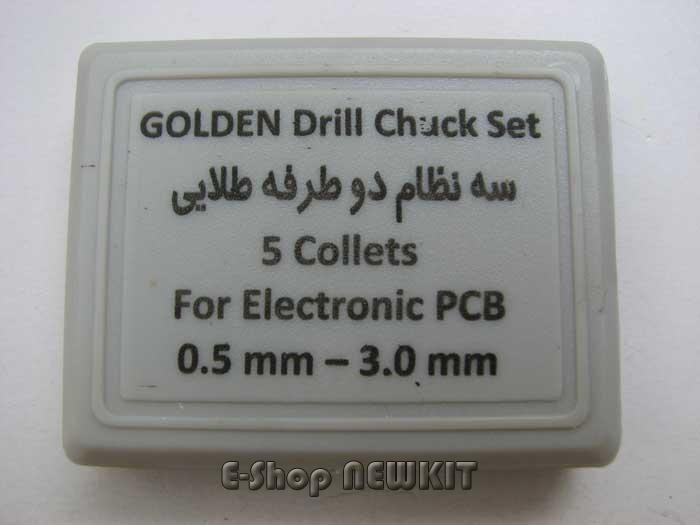 GOLDEN Drill Chuck Set
سه نظام دو طرفه طلایی
5 Collets
For Electronic PCB
0.5 mm – 3.0 mm
E-Shop NEWKIT